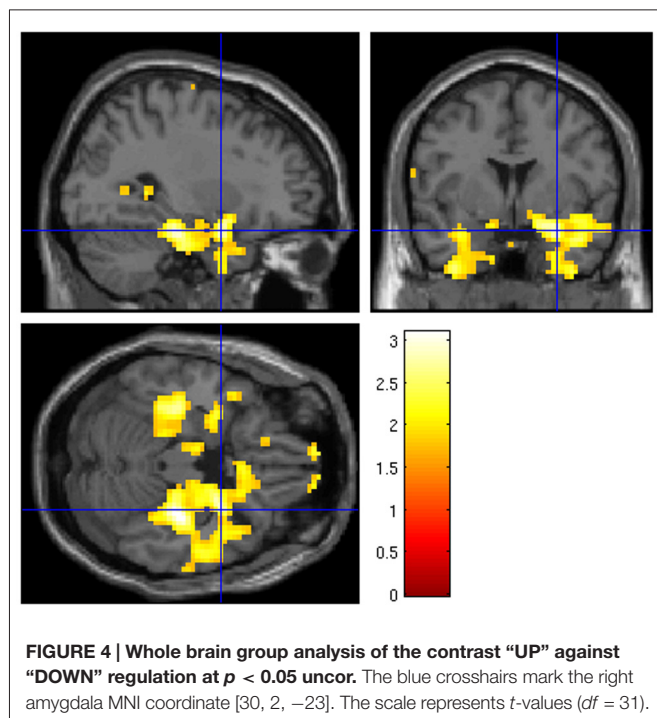 3
2.5
2
1.5
1
0.5
0
FIGURE 4 | Whole brain group analysis of the contrast “UP” against
“DOWN” regulation at p < 0.05 uncor. The blue crosshairs mark the right
amygdala MNI coordinate [30, 2, −23]. The scale represents t-values (df = 31).